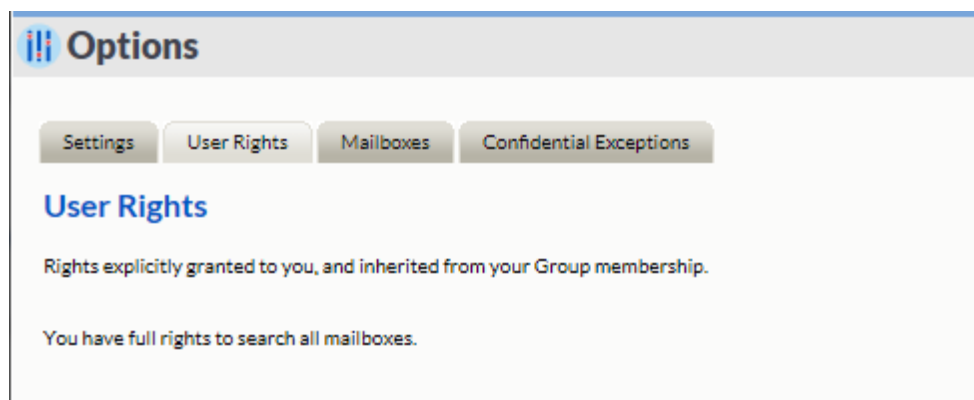 Options
Settings User Rights Mailboxes Confidential Exceptions
User Rights
Rights explicitly granted to you, and inherited from your Group membership.
You have full rights to search all mailboxes.